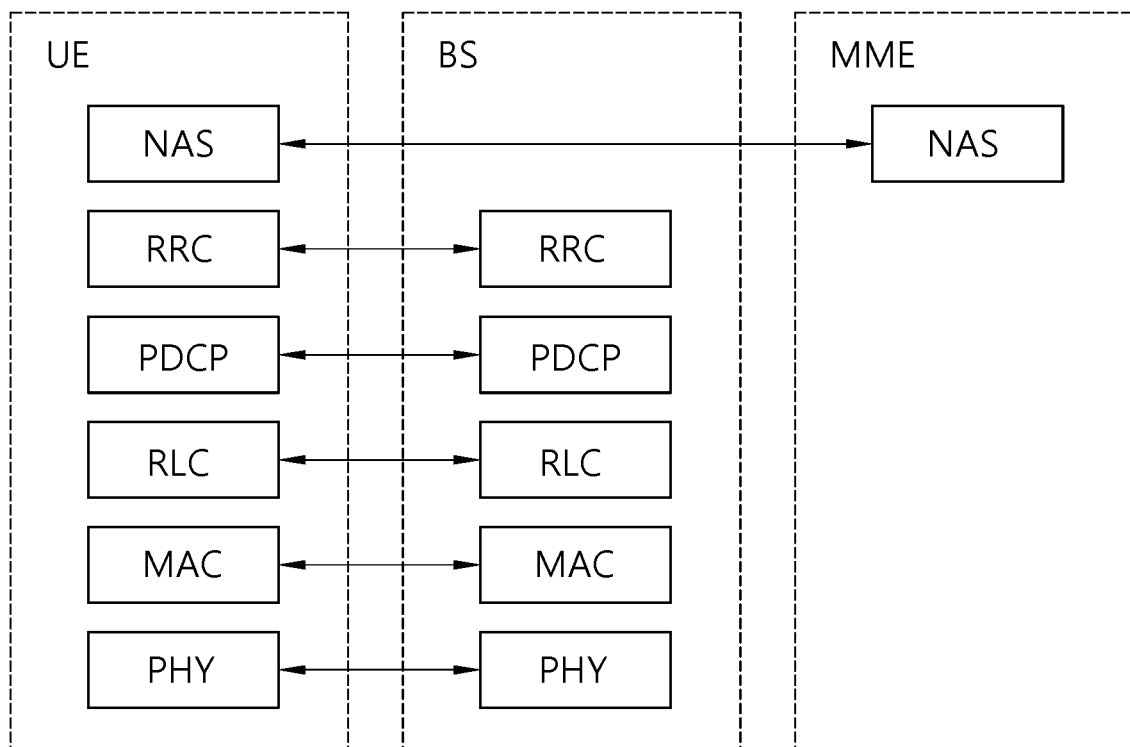 UE BS MME
NAS NAS
RRC RRC
PDCP PDCP
RLC RLC
MAC MAC
PHY PHY